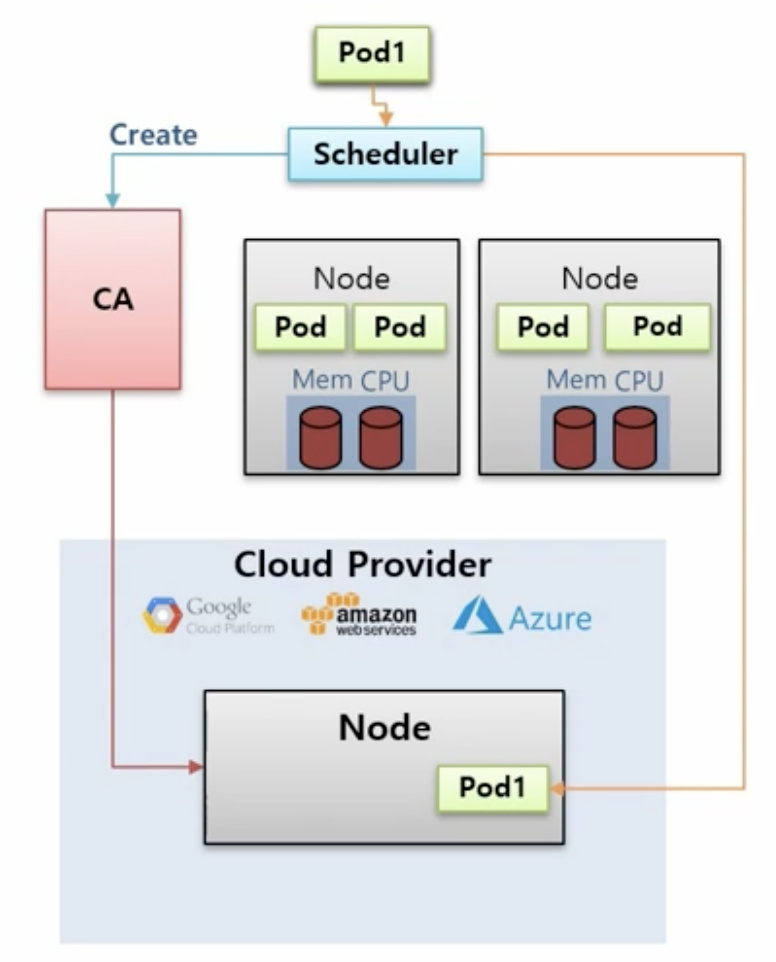 Pod1
Create
Scheduler
CA
Node
Pod Pod
Mem CPU
Node
Pod Pod
Mem CPU
Cloud Provider
Google
Cloud Platform
amazon
webservices
Azure
Node
Pod1